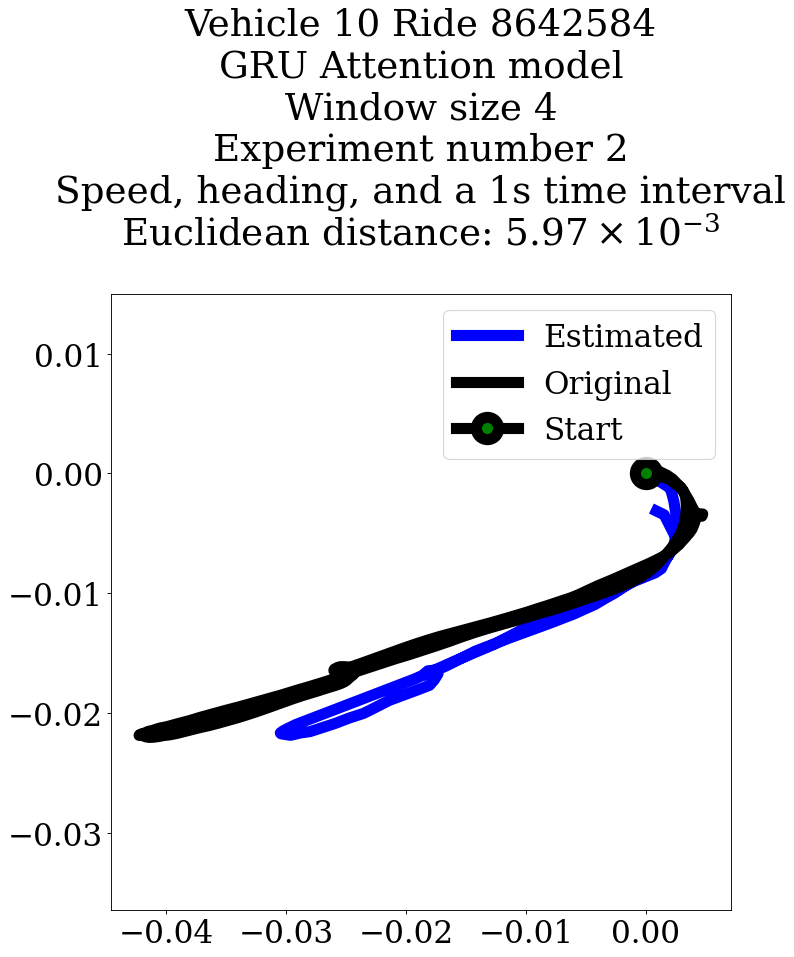 Vehicle 10 Ride 8642584
GRU Attention model
Window size 4
Experiment number 2
Speed, heading, and a 1s time interval
Euclidean distance: 5.97 × 10⁻³
Estimated
Original
Start
0.01
0.00
−0.01
−0.02
−0.03
−0.04 −0.03 −0.02 −0.01 0.00